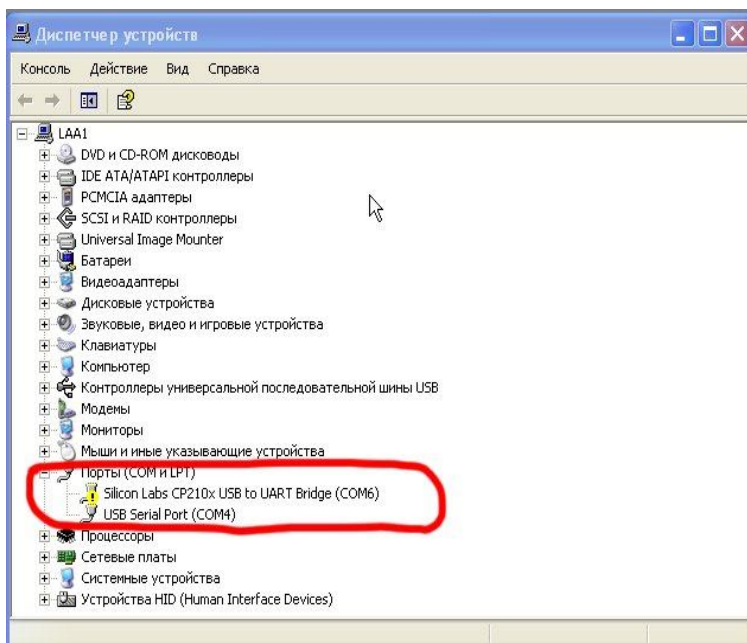 Диспетчер устройств
Консоль Действие Вид Справка
LAA1
DVD и CD-ROM дисководы
IDE ATA/ATAPI контроллеры
PCMCIA адаптеры
SCSI и RAID контроллеры
Universal Image Mounter
Батареи
Видеоадаптеры
Дисковые устройства
Звуковые, видео и игровые устройства
Клавиатуры
Компьютер
Контроллеры универсальной последовательной шины USB
Модемы
Мониторы
Мыши и иные указывающие устройства
Порты (COM и LPT)
Silicon Labs CP210x USB to UART Bridge (COM6)
USB Serial Port (COM4)
Процессоры
Сетевые платы
Системные устройства
Устройства HID (Human Interface Devices)